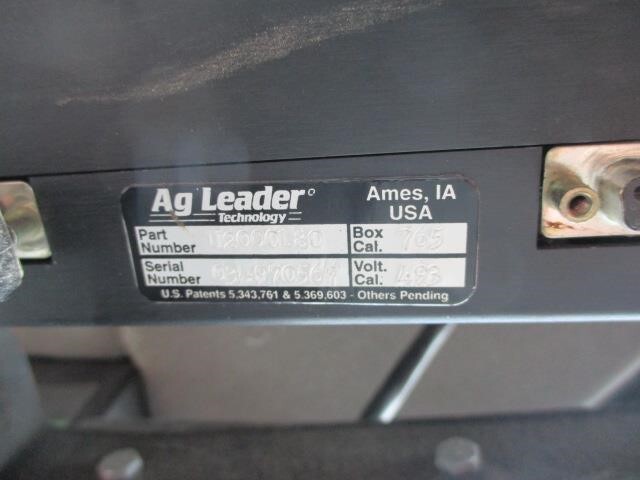 Ag Leader
Technology
Ames, IA
USA
Part
Number
Box
Cal. 765
Serial
Number
Volt.
Cal.
U.S. Patents 5,343,761 & 5,369,603 - Others Pending